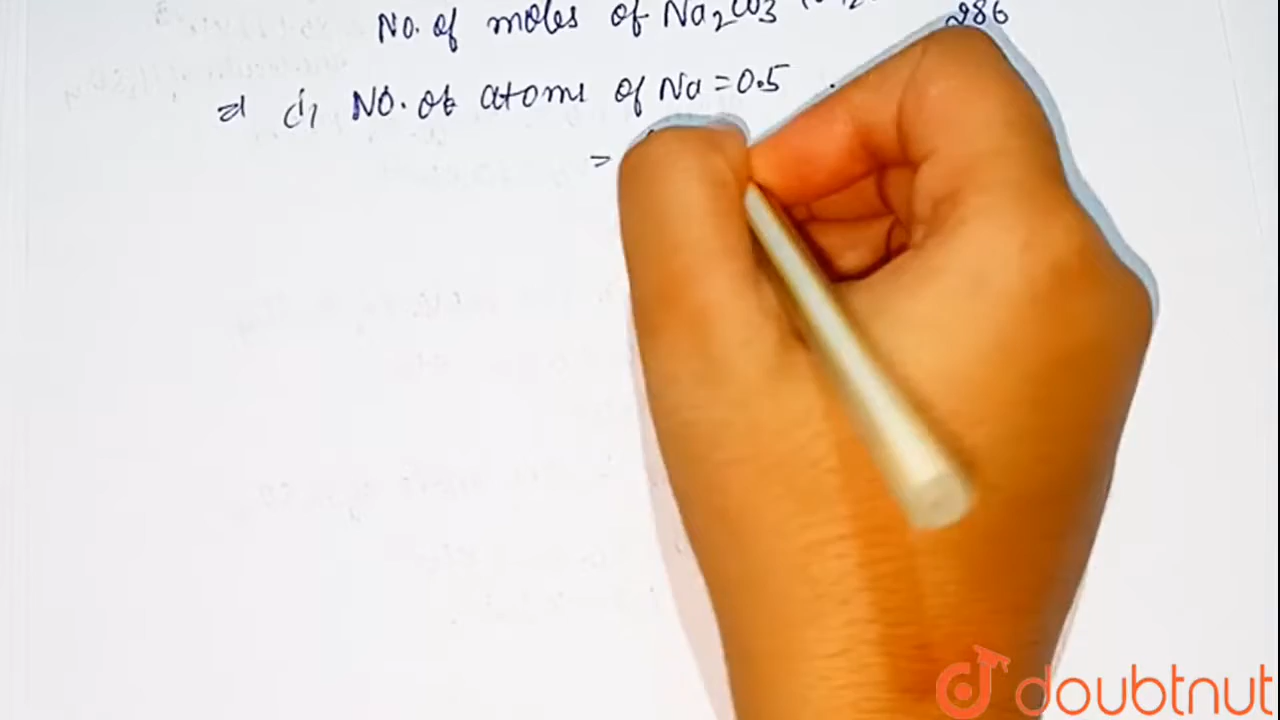 No. of moles of Na2CO3
286
⇒ (i) No. of atoms of Na = 0.5
=
doubtnut